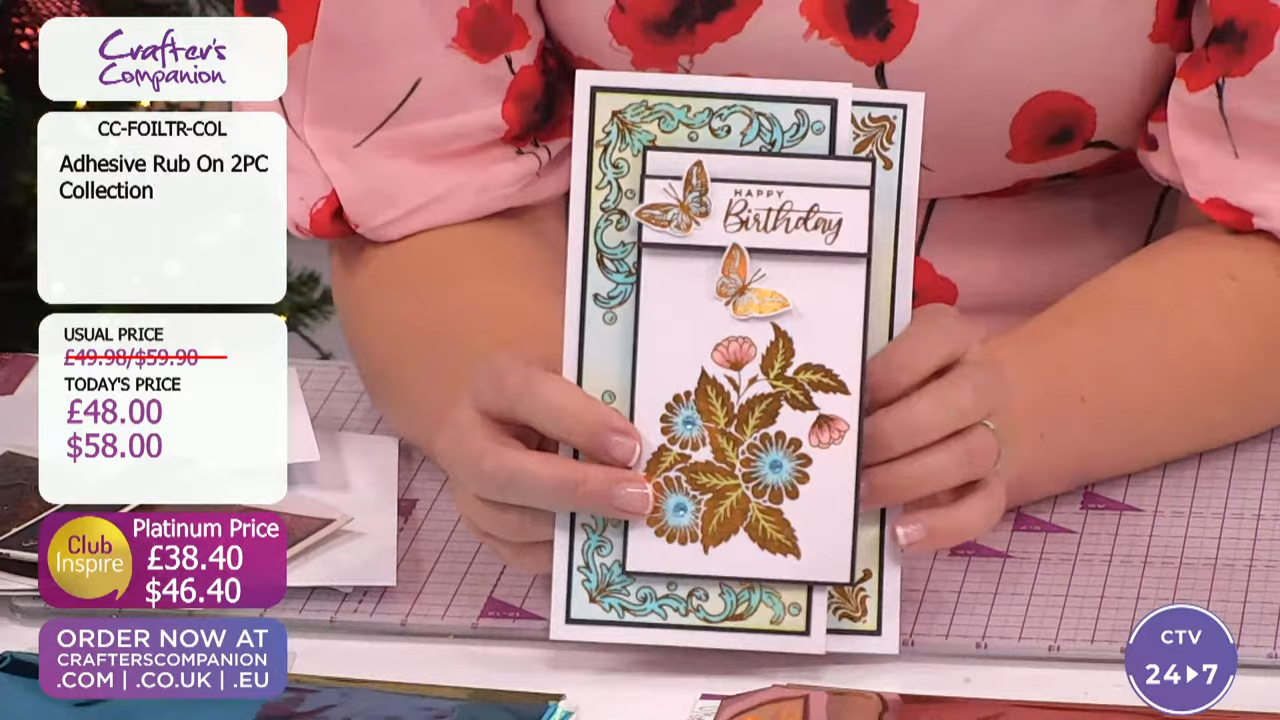 Crafter's
Companion
CC-FOILTR-COL
Adhesive Rub On 2PC
Collection
USUAL PRICE
£49.98/$59.90
TODAY'S PRICE
£48.00
$58.00
Club
Inspire
Platinum Price
£38.40
$46.40
ORDER NOW AT
CRAFTERSCOMPANION
.COM | .CO.UK | .EU
HAPPY
Birthday
CTV
24▶7